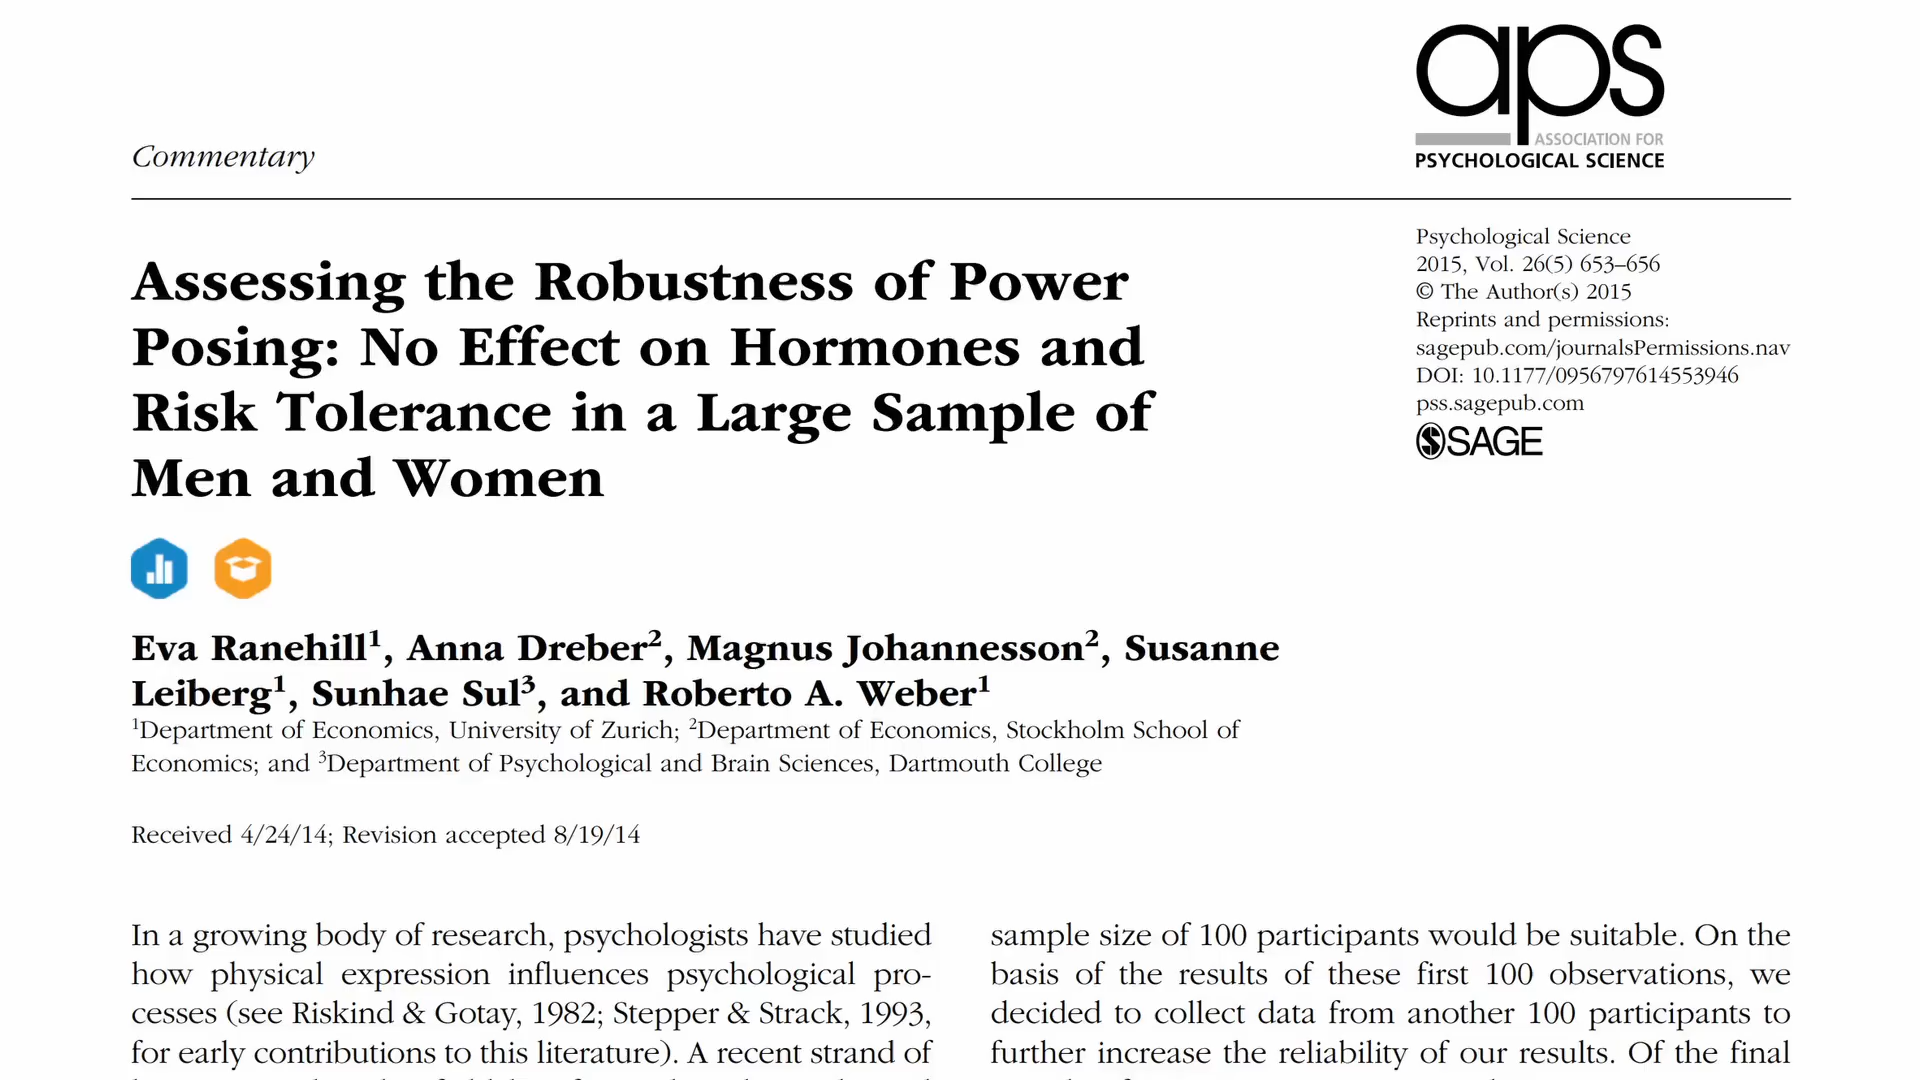 aps
ASSOCIATION FOR
PSYCHOLOGICAL SCIENCE
Commentary
Psychological Science
2015, Vol. 26(5) 653–656
© The Author(s) 2015
Reprints and permissions:
sagepub.com/journalsPermissions.nav
DOI: 10.1177/0956797614553946
pss.sagepub.com
SAGE
Assessing the Robustness of Power
Posing: No Effect on Hormones and
Risk Tolerance in a Large Sample of
Men and Women
Eva Ranehill¹, Anna Dreber², Magnus Johannesson², Susanne
Leiberg¹, Sunhae Sul³, and Roberto A. Weber¹
¹Department of Economics, University of Zurich; ²Department of Economics, Stockholm School of
Economics; and ³Department of Psychological and Brain Sciences, Dartmouth College
Received 4/24/14; Revision accepted 8/19/14
In a growing body of research, psychologists have studied
how physical expression influences psychological pro-
cesses (see Riskind & Gotay, 1982; Stepper & Strack, 1993,
for early contributions to this literature). A recent strand of
sample size of 100 participants would be suitable. On the
basis of the results of these first 100 observations, we
decided to collect data from another 100 participants to
further increase the reliability of our results. Of the final